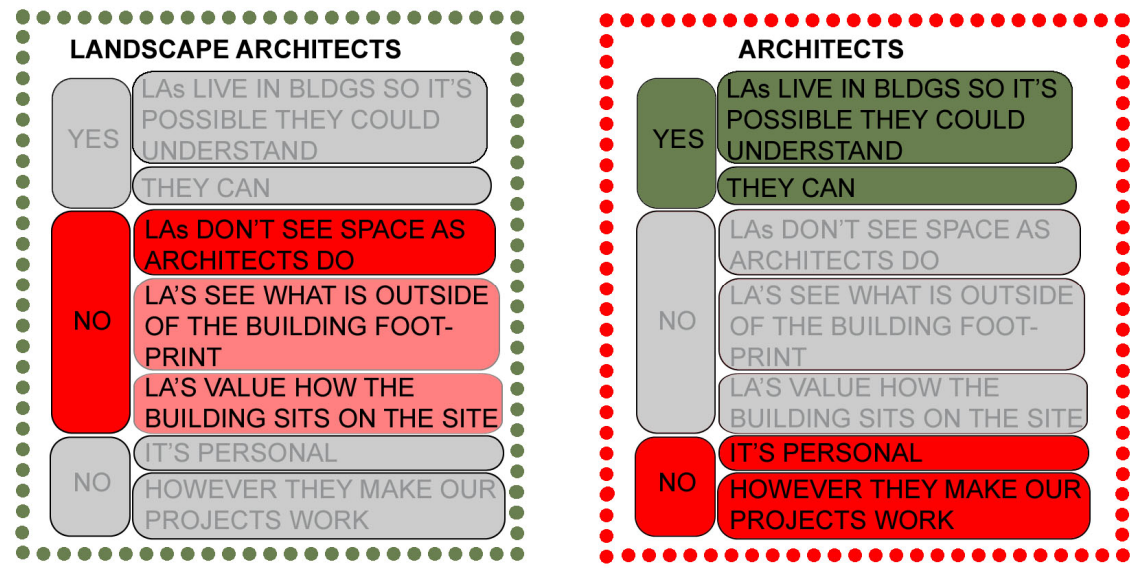 LANDSCAPE ARCHITECTS
YES
LAs LIVE IN BLDGS SO IT'S
POSSIBLE THEY COULD
UNDERSTAND
THEY CAN
NO
LAs DON'T SEE SPACE AS
ARCHITECTS DO
LA'S SEE WHAT IS OUTSIDE
OF THE BUILDING FOOT-
PRINT
LA'S VALUE HOW THE
BUILDING SITS ON THE SITE
NO
IT'S PERSONAL
HOWEVER THEY MAKE OUR
PROJECTS WORK
ARCHITECTS
YES
LAs LIVE IN BLDGS SO IT'S
POSSIBLE THEY COULD
UNDERSTAND
THEY CAN
NO
LAs DON'T SEE SPACE AS
ARCHITECTS DO
LA'S SEE WHAT IS OUTSIDE
OF THE BUILDING FOOT-
PRINT
LA'S VALUE HOW THE
BUILDING SITS ON THE SITE
NO
IT'S PERSONAL
HOWEVER THEY MAKE OUR
PROJECTS WORK